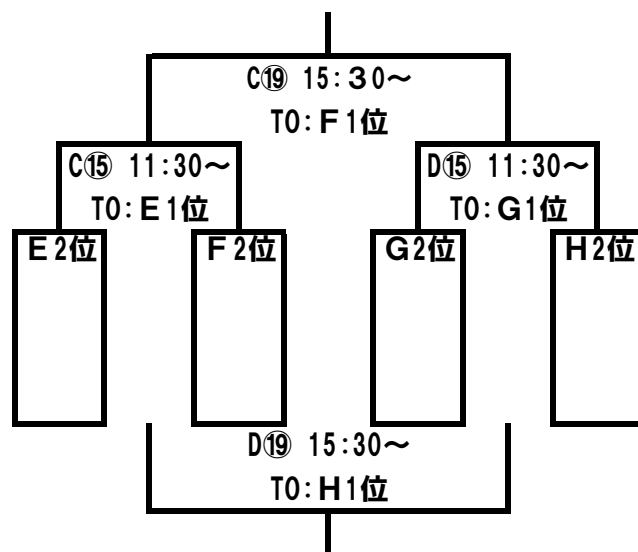 C⑲ 15:30～
TO:F1位
C⑮ 11:30～
TO:E1位
D⑮ 11:30～
TO:G1位
E2位
F2位
G2位
H2位
D⑲ 15:30～
TO:H1位